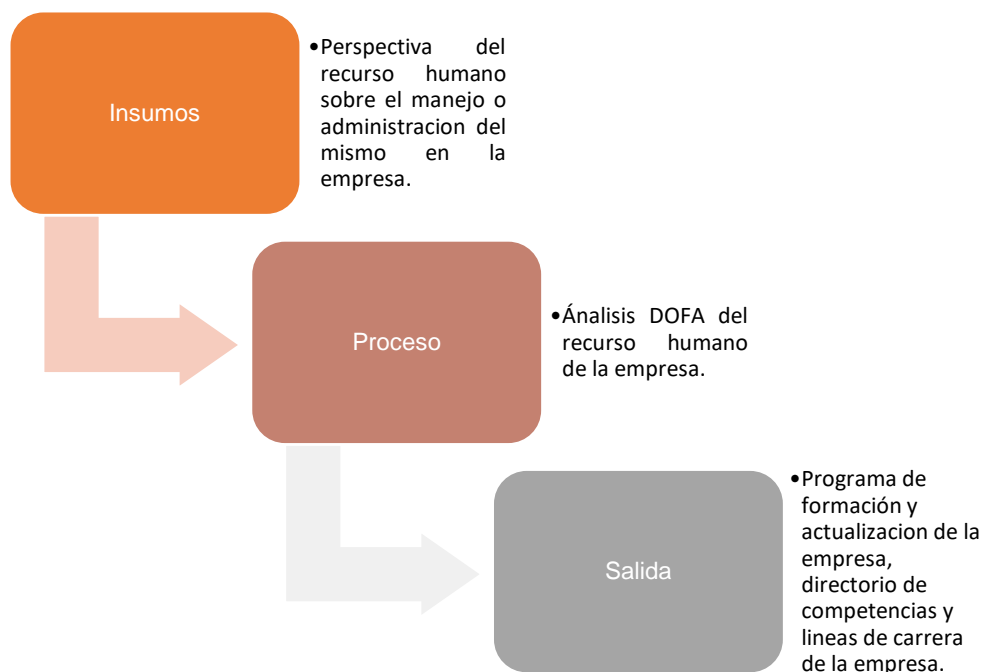 Insumos
•Perspectiva del
recurso humano
sobre el manejo o
administracion del
mismo en la
empresa.
Proceso
•Ánalisis DOFA del
recurso humano
de la empresa.
Salida
•Programa de
formación y
actualizacion de la
empresa,
directorio de
competencias y
lineas de carrera
de la empresa.